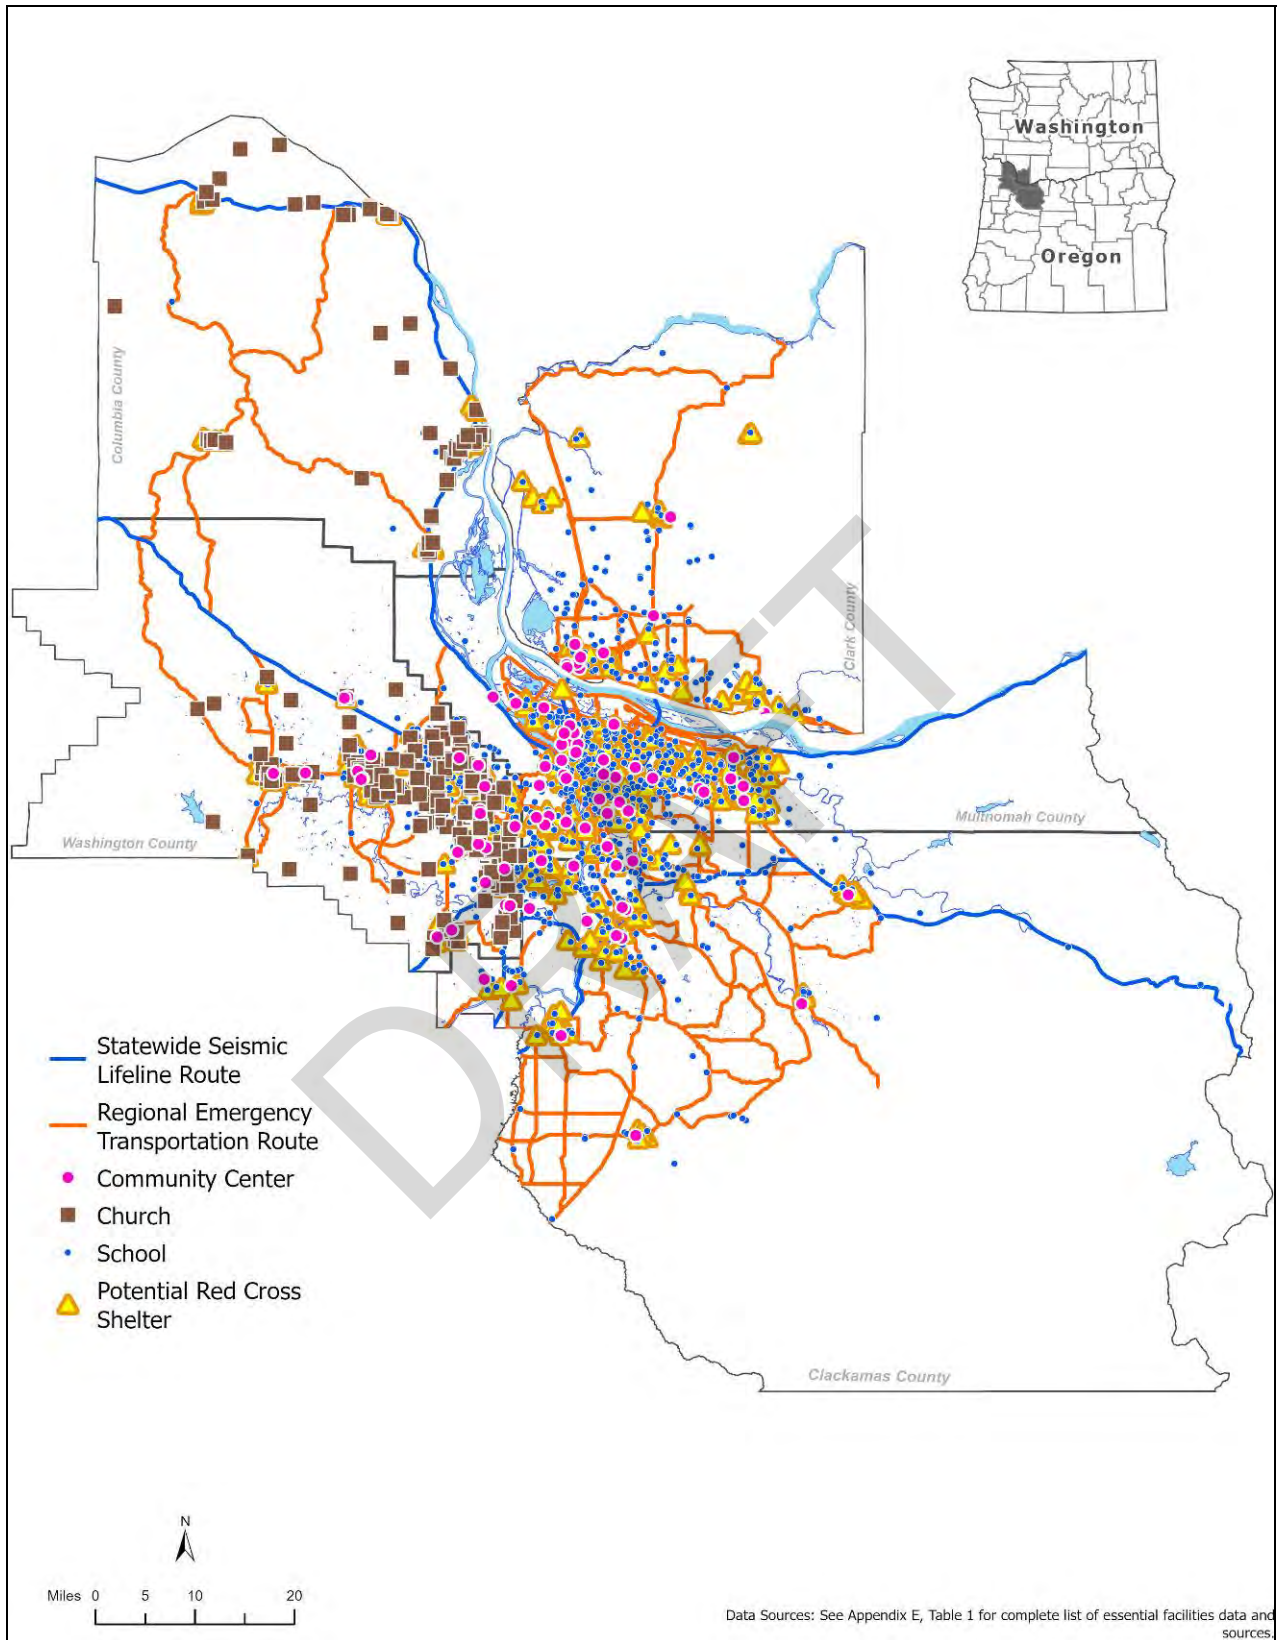 Washington
Oregon
Columbia County
Clark County
Multnomah County
Washington County
DRAFT
Statewide Seismic
Lifeline Route
Regional Emergency
Transportation Route
Community Center
Church
School
Potential Red Cross
Shelter
Clackamas County
N
Miles 0 5 10 20
Data Sources: See Appendix E, Table 1 for complete list of essential facilities data and
sources.